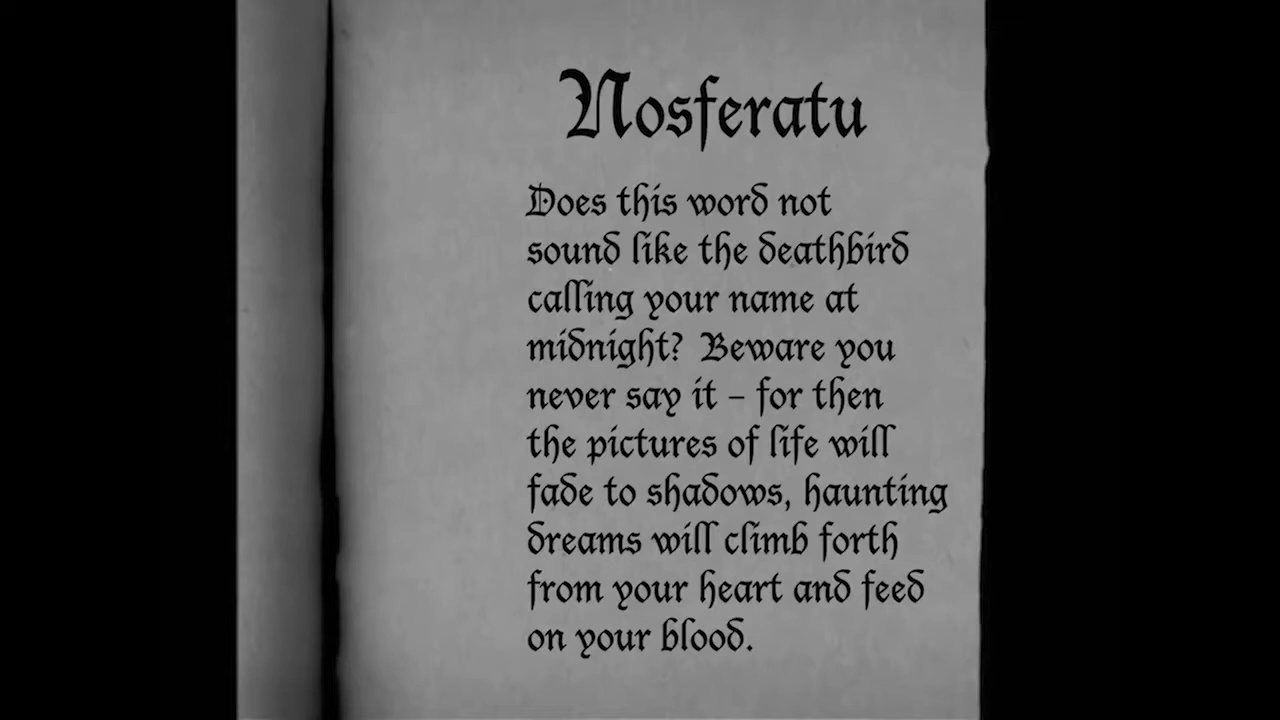 Nosferatu
Does this word not
sound like the deathbird
calling your name at
midnight? Beware you
never say it – for then
the pictures of life will
fade to shadows, haunting
dreams will climb forth
from your heart and feed
on your blood.